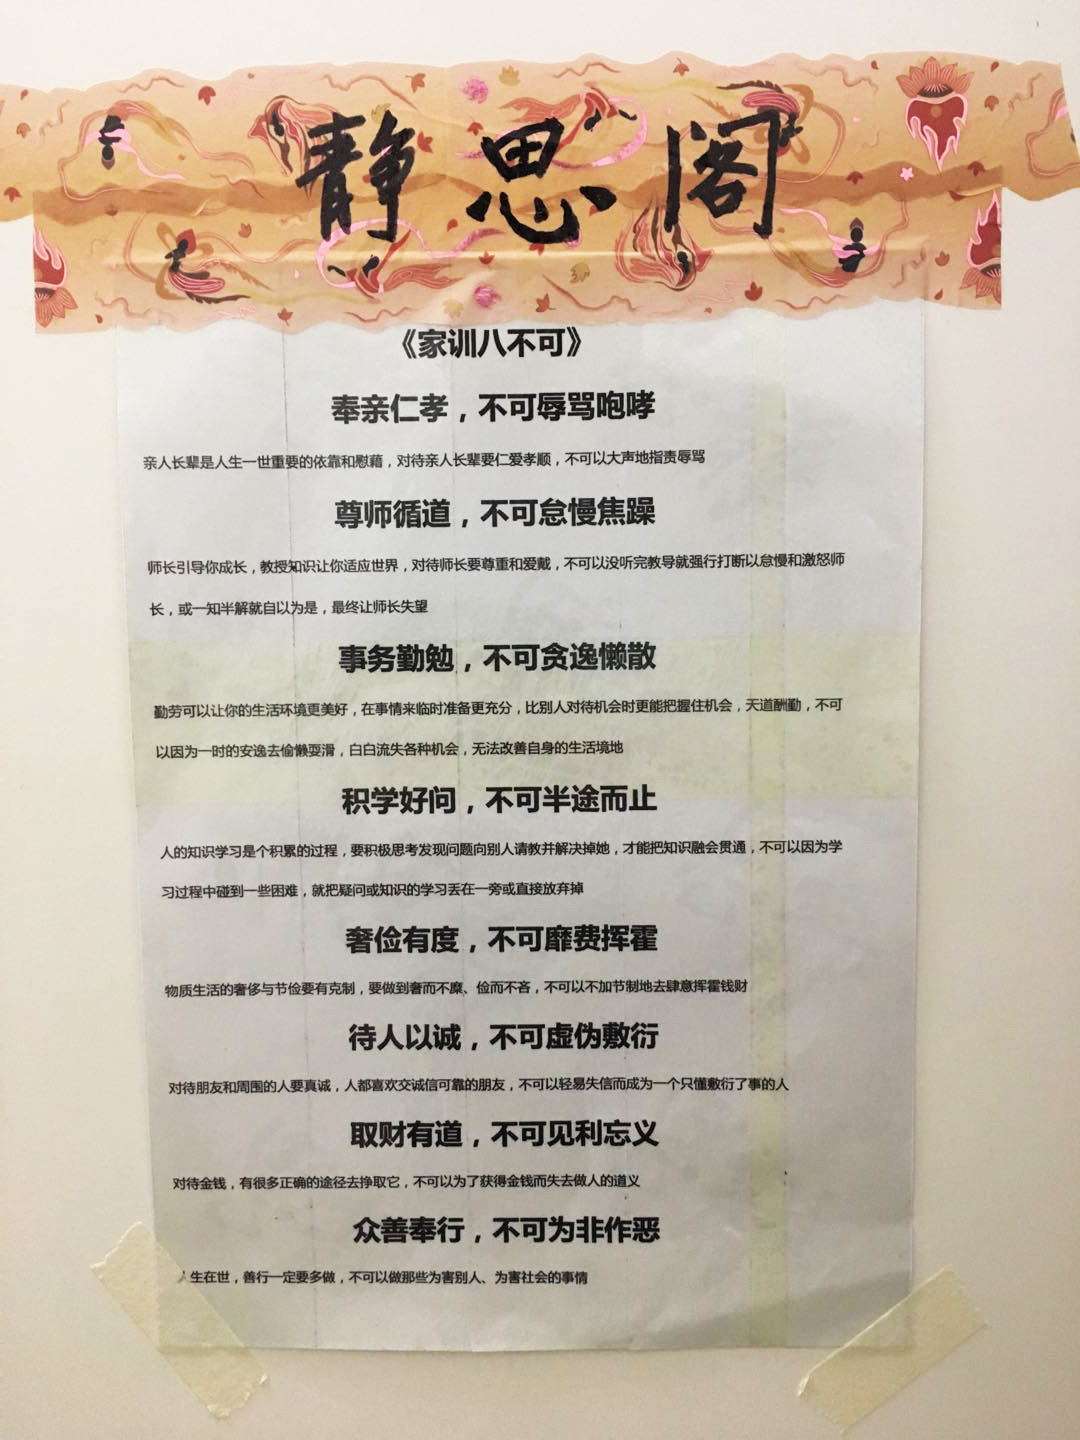 静思阁
《家训八不可》
奉亲仁孝，不可辱骂咆哮
亲人长辈是人生一世重要的依靠和慰藉，对待亲人长辈要仁爱孝顺，不可以大声地指责辱骂
尊师循道，不可怠慢焦躁
师长引导你成长，教授知识让你适应世界，对待师长要尊重和爱戴，不可以没听完教导就强行打断以怠慢和激怒师
长，或一知半解就自以为是，最终让师长失望
事务勤勉，不可贪逸懒散
勤劳可以让你的生活环境更美好，在事情来临时准备更充分，比别人对待机会时更能把握住机会，天道酬勤，不可
以因为一时的安逸去偷懒耍滑，白白流失各种机会，无法改善自身的生活境地
积学好问，不可半途而止
人的知识学习是个积累的过程，要积极思考发现问题向别人请教并解决掉她，才能把知识融会贯通，不可以因为学
习过程中碰到一些困难，就把疑问或知识的学习丢在一旁或直接放弃掉
奢俭有度，不可靡费挥霍
物质生活的奢侈与节俭要有克制，要做到奢而不糜、俭而不吝，不可以不加节制地去肆意挥霍钱财
待人以诚，不可虚伪敷衍
对待朋友和周围的人要真诚，人都喜欢交诚信可靠的朋友，不可以轻易失信而成为一个只懂敷衍了事的人
取财有道，不可见利忘义
对待金钱，有很多正确的途径去挣取它，不可以为了获得金钱而失去做人的道义
众善奉行，不可为非作恶
人生在世，善行一定要多做，不可以做那些为害别人、为害社会的事情